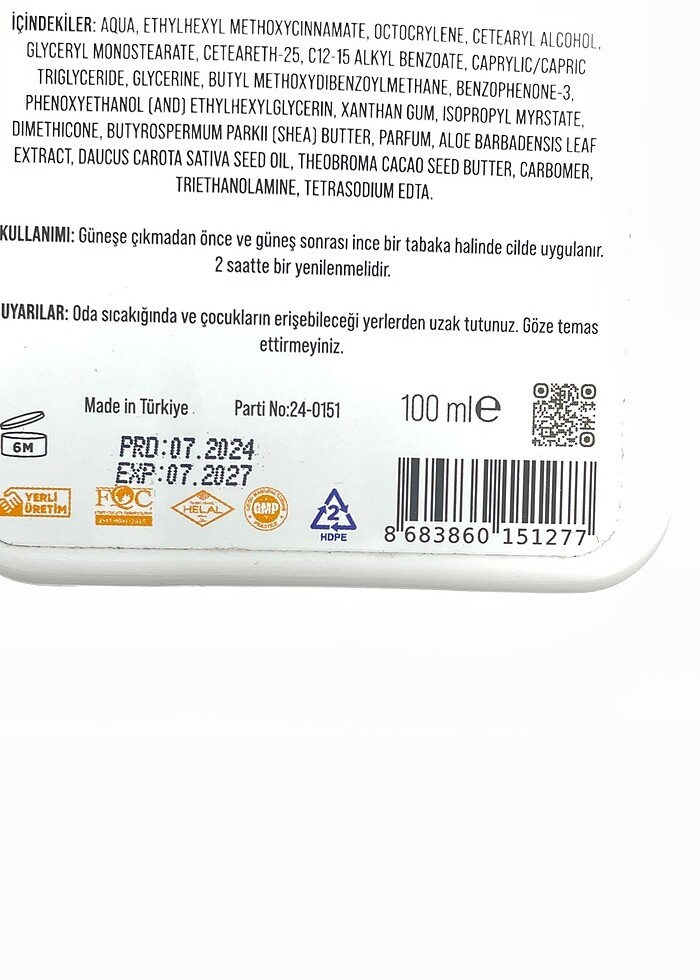 İÇİNDEKİLER: AQUA, ETHYLHEXYL METHOXYCINNAMATE, OCTOCRYLENE, CETEARYL ALCOHOL,
GLYCERYL MONOSTEARATE, CETEARETH-25, C12-15 ALKYL BENZOATE, CAPRYLIC/CAPRIC
TRIGLYCERIDE, GLYCERINE, BUTYL METHOXYDIBENZOYLMETHANE, BENZOPHENONE-3,
PHENOXYETHANOL (AND) ETHYLHEXYLGLYCERIN, XANTHAN GUM, ISOPROPYL MYRSTATE,
DIMETHICONE, BUTYROSPERMUM PARKII (SHEA) BUTTER, PARFUM, ALOE BARBADENSIS LEAF
EXTRACT, DAUCUS CAROTA SATIVA SEED OIL, THEOBROMA CACAO SEED BUTTER, CARBOMER,
TRIETHANOLAMINE, TETRASODIUM EDTA.
KULLANIMI: Güneşe çıkmadan önce ve güneş sonrası ince bir tabaka halinde cilde uygulanır.
2 saatte bir yenilenmelidir.
UYARILAR: Oda sıcakığında ve çocukların erişebileceği yerlerden uzak tutunuz. Göze temas
ettirmeyiniz.
Made in Türkiye. Parti No:24-0151 100 ml e
6M
PRD:07.2024
EXP:07.2027
YERLİ
ÜRETİM
FQC
HELAL
GMP
2
HDPE
8 683860 151277